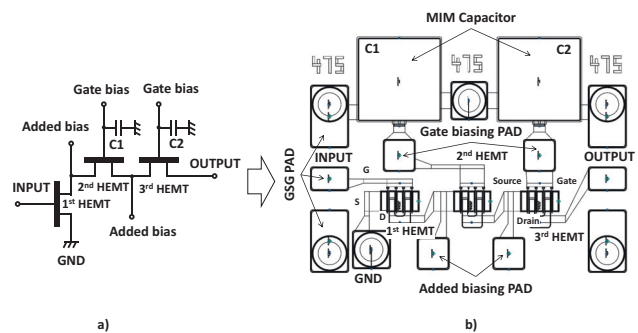 MIM Capacitor
C1
C2
475
475
475
Gate bias
Gate bias
Added bias
C1
C2
2nd HEMT
3rd HEMT
OUTPUT
INPUT
1st HEMT
GND
Added bias
a)
GSG PAD
INPUT
Gate biasing PAD
2nd HEMT
OUTPUT
G
S
D
Source
Gate
Drain
1st HEMT
3rd HEMT
GND
Added biasing PAD
b)